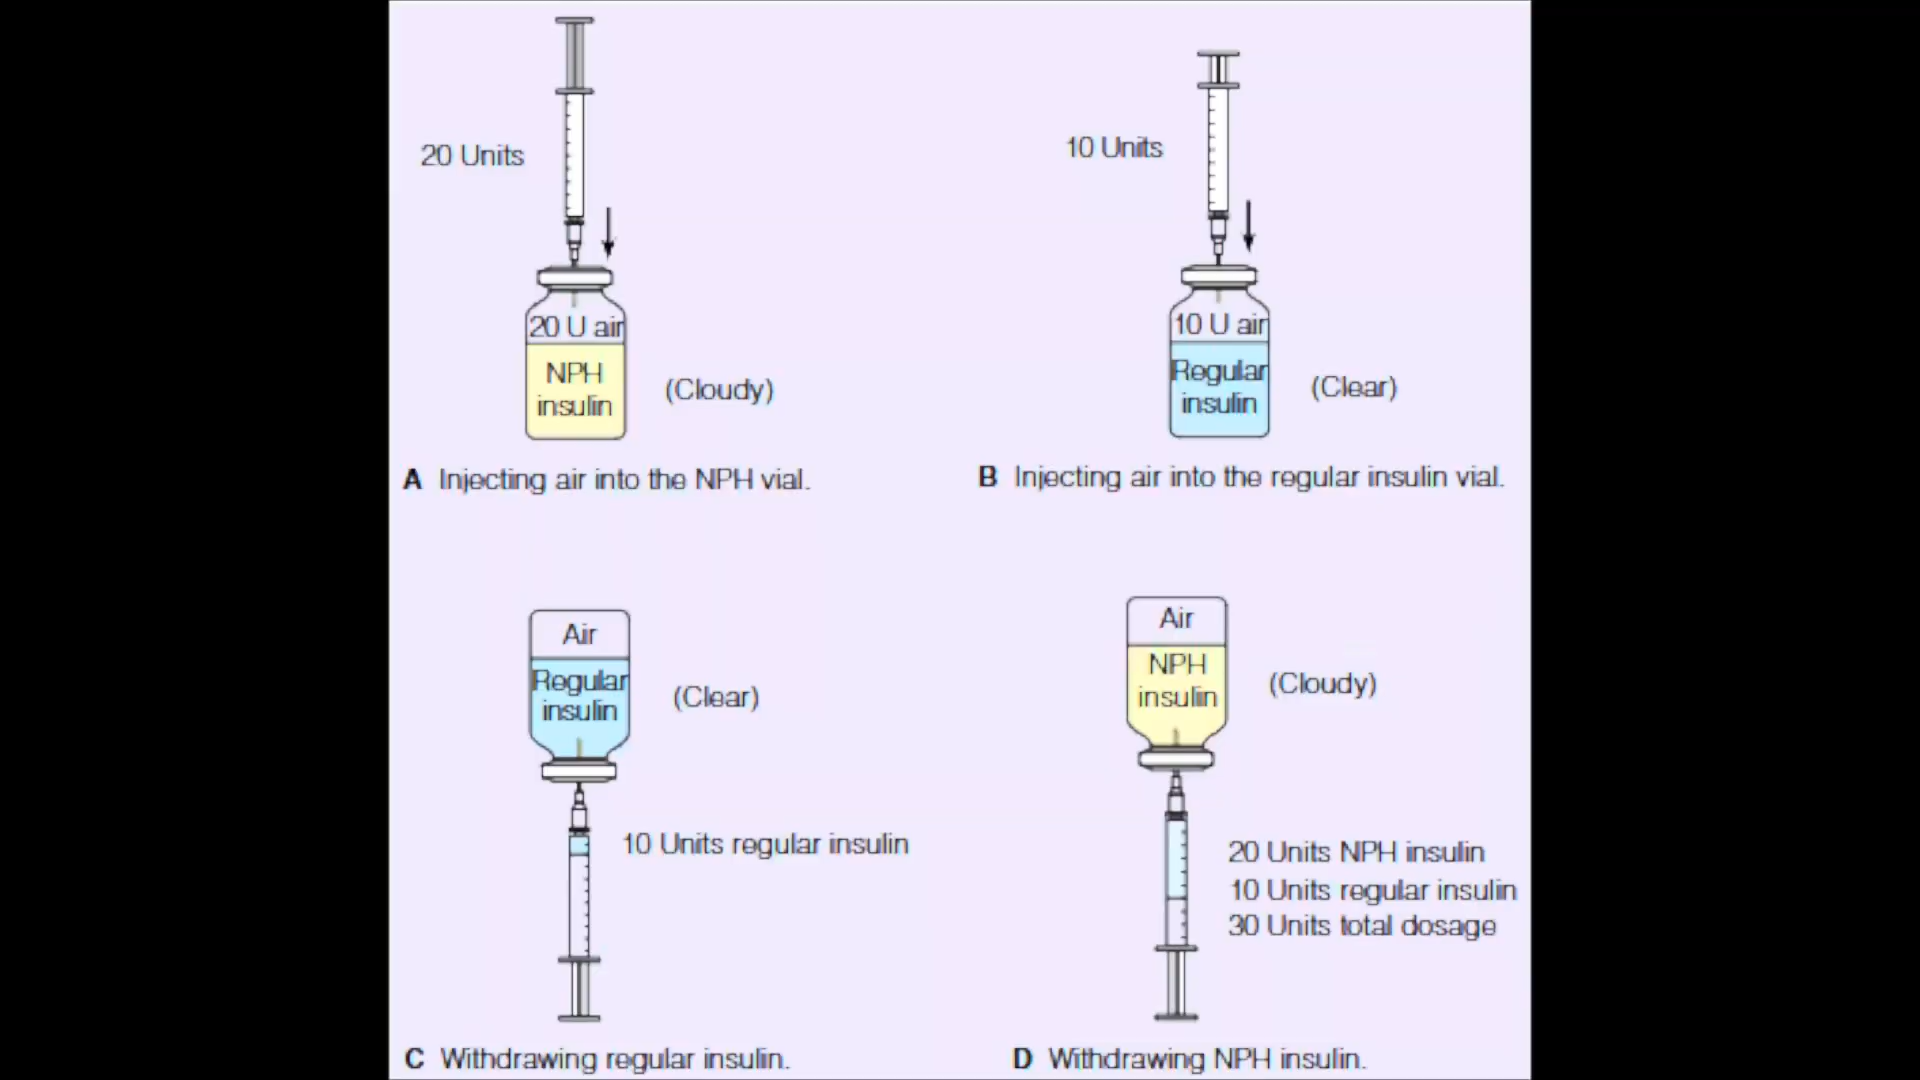 20 Units
20 U air
NPH
insulin
(Cloudy)
A Injecting air into the NPH vial.
10 Units
10 U air
Regular
insulin
(Clear)
B Injecting air into the regular insulin vial.
Air
Regular
insulin
(Clear)
10 Units regular insulin
C Withdrawing regular insulin.
Air
NPH
insulin
(Cloudy)
20 Units NPH insulin
10 Units regular insulin
30 Units total dosage
D Withdrawing NPH insulin.